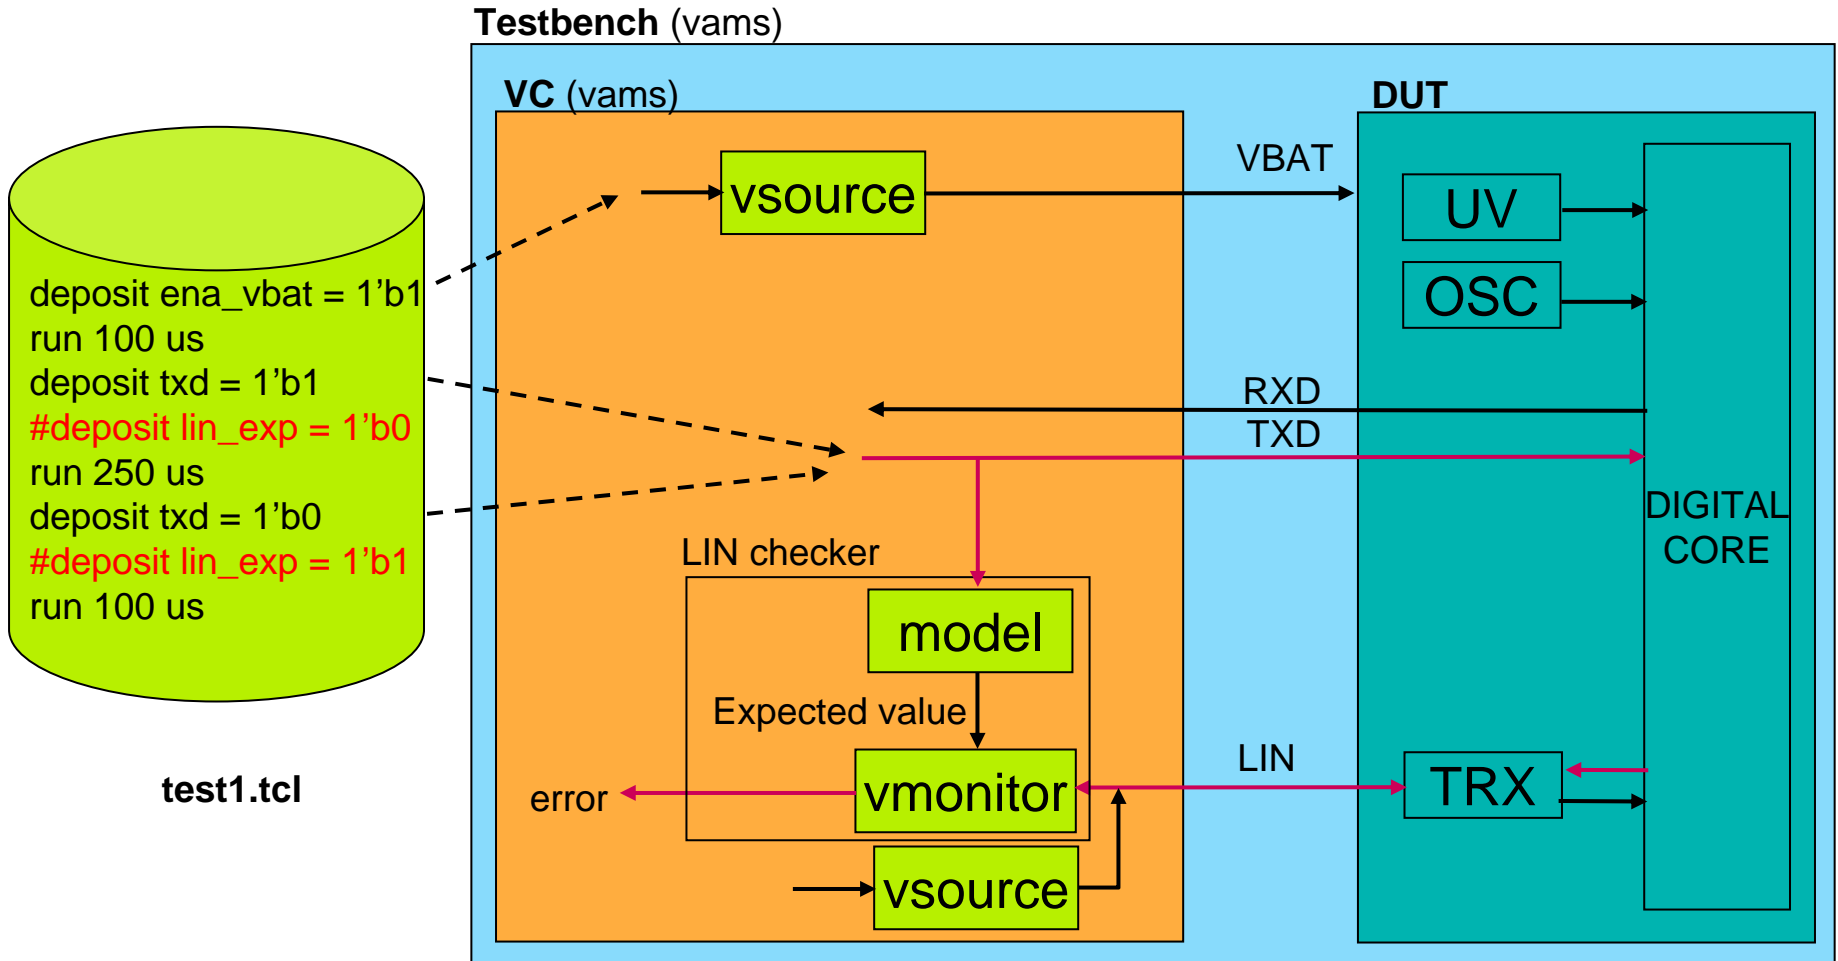 Testbench (vams)
VC (vams)
DUT
vsource
VBAT
UV
OSC
deposit ena_vbat = 1’b1
run 100 us
deposit txd = 1’b1
#deposit lin_exp = 1’b0
run 250 us
deposit txd = 1’b0
#deposit lin_exp = 1’b1
run 100 us
test1.tcl
RXD
TXD
DIGITAL
CORE
LIN checker
model
Expected value
vmonitor
error
LIN
TRX
vsource